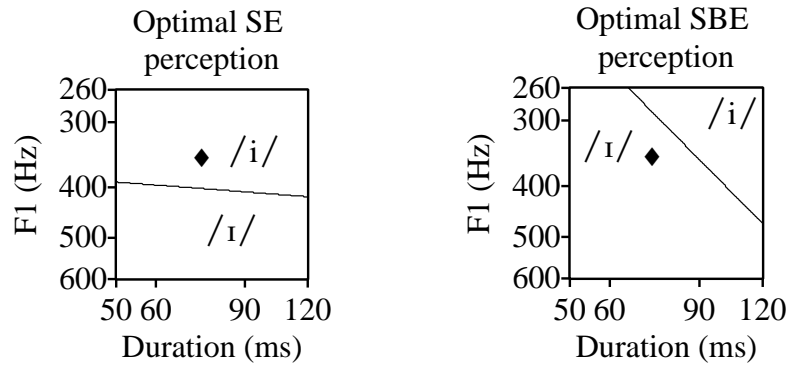 Optimal SE
perception
260
300
400
500
600
F1 (Hz)
/i/
/ɪ/
50 60 90 120
Duration (ms)
Optimal SBE
perception
260
300
400
500
600
F1 (Hz)
/i/
/ɪ/
50 60 90 120
Duration (ms)